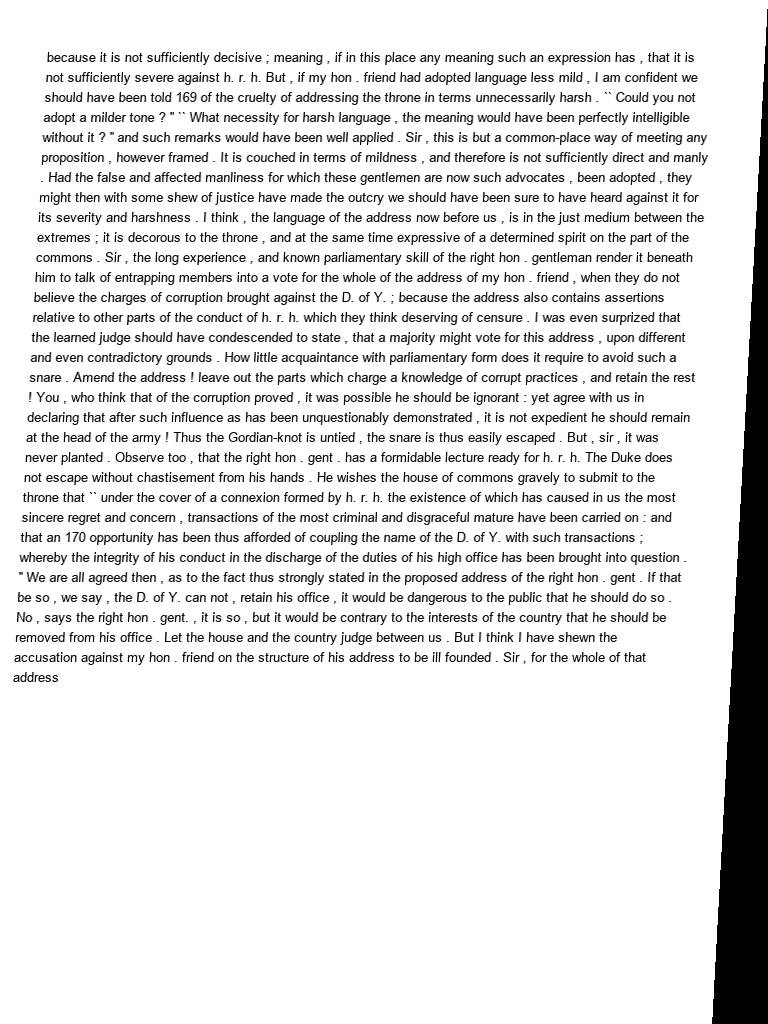 because it is not sufficiently decisive ; meaning , if in this place any meaning such an expression has , that it is
not sufficiently severe against h. r. h. But , if my hon . friend had adopted language less mild , I am confident we
should have been told 169 of the cruelty of addressing the throne in terms unnecessarily harsh . `` Could you not
adopt a milder tone ? " `` What necessity for harsh language , the meaning would have been perfectly intelligible
without it ? " and such remarks would have been well applied . Sir , this is but a common-place way of meeting any
proposition , however framed . It is couched in terms of mildness , and therefore is not sufficiently direct and manly
. Had the false and affected manliness for which these gentlemen are now such advocates , been adopted , they
might then with some shew of justice have made the outcry we should have been sure to have heard against it for
its severity and harshness . I think , the language of the address now before us , is in the just medium between the
extremes ; it is decorous to the throne , and at the same time expressive of a determined spirit on the part of the
commons . Sir , the long experience , and known parliamentary skill of the right hon . gentleman render it beneath
him to talk of entrapping members into a vote for the whole of the address of my hon . friend , when they do not
believe the charges of corruption brought against the D. of Y. ; because the address also contains assertions
relative to other parts of the conduct of h. r. h. which they think deserving of censure . I was even surprized that
the learned judge should have condescended to state , that a majority might vote for this address , upon different
and even contradictory grounds . How little acquaintance with parliamentary form does it require to avoid such a
snare . Amend the address ! leave out the parts which charge a knowledge of corrupt practices , and retain the rest
! You , who think that of the corruption proved , it was possible he should be ignorant : yet agree with us in
declaring that after such influence as has been unquestionably demonstrated , it is not expedient he should remain
at the head of the army ! Thus the Gordian-knot is untied , the snare is thus easily escaped . But , sir , it was
never planted . Observe too , that the right hon . gent . has a formidable lecture ready for h. r. h. The Duke does
not escape without chastisement from his hands . He wishes the house of commons gravely to submit to the
throne that `` under the cover of a connexion formed by h. r. h. the existence of which has caused in us the most
sincere regret and concern , transactions of the most criminal and disgraceful mature have been carried on : and
that an 170 opportunity has been thus afforded of coupling the name of the D. of Y. with such transactions ;
whereby the integrity of his conduct in the discharge of the duties of his high office has been brought into question .
" We are all agreed then , as to the fact thus strongly stated in the proposed address of the right hon . gent . If that
be so , we say , the D. of Y. can not , retain his office , it would be dangerous to the public that he should do so .
No , says the right hon . gent. , it is so , but it would be contrary to the interests of the country that he should be
removed from his office . Let the house and the country judge between us . But I think I have shewn the
accusation against my hon . friend on the structure of his address to be ill founded . Sir , for the whole of that
address